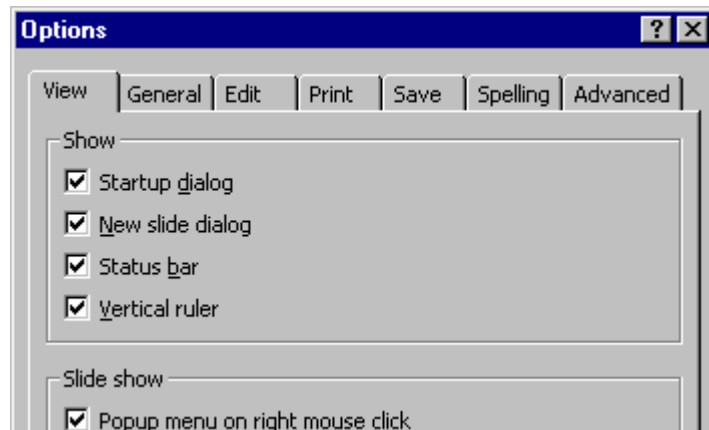 Options
View General Edit Print Save Spelling Advanced
Show
Startup dialog
New slide dialog
Status bar
Vertical ruler
Slide show
Popup menu on right mouse click